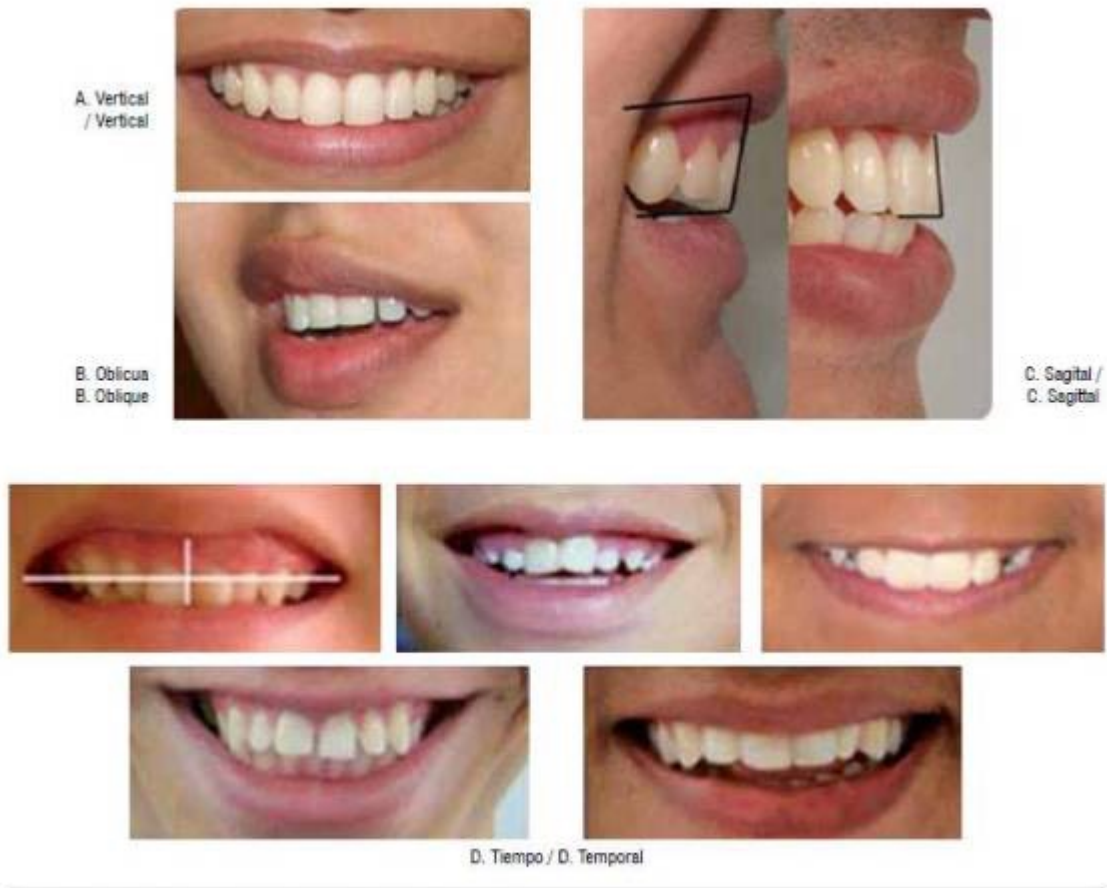 A. Vertical
/ Vertical
B. Oblicua
B. Oblique
C. Sagital /
C. Sagittal
D. Tiempo / D. Temporal